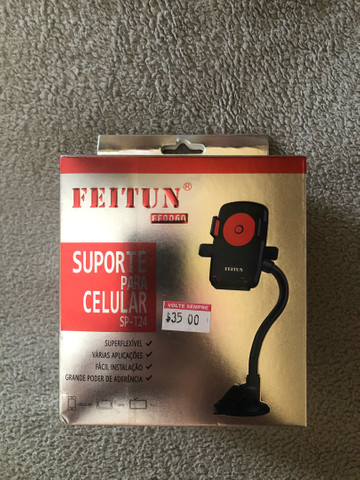 FEITUN®
FE0060
SUPORTE
PARA
CELULAR
SP-T24
VOLTE SEMPRE
$35 00
SUPERFLEXÍVEL ✓
VÁRIAS APLICAÇÕES ✓
FÁCIL INSTALAÇÃO ✓
GRANDE PODER DE ADERÊNCIA ✓
FEITUN